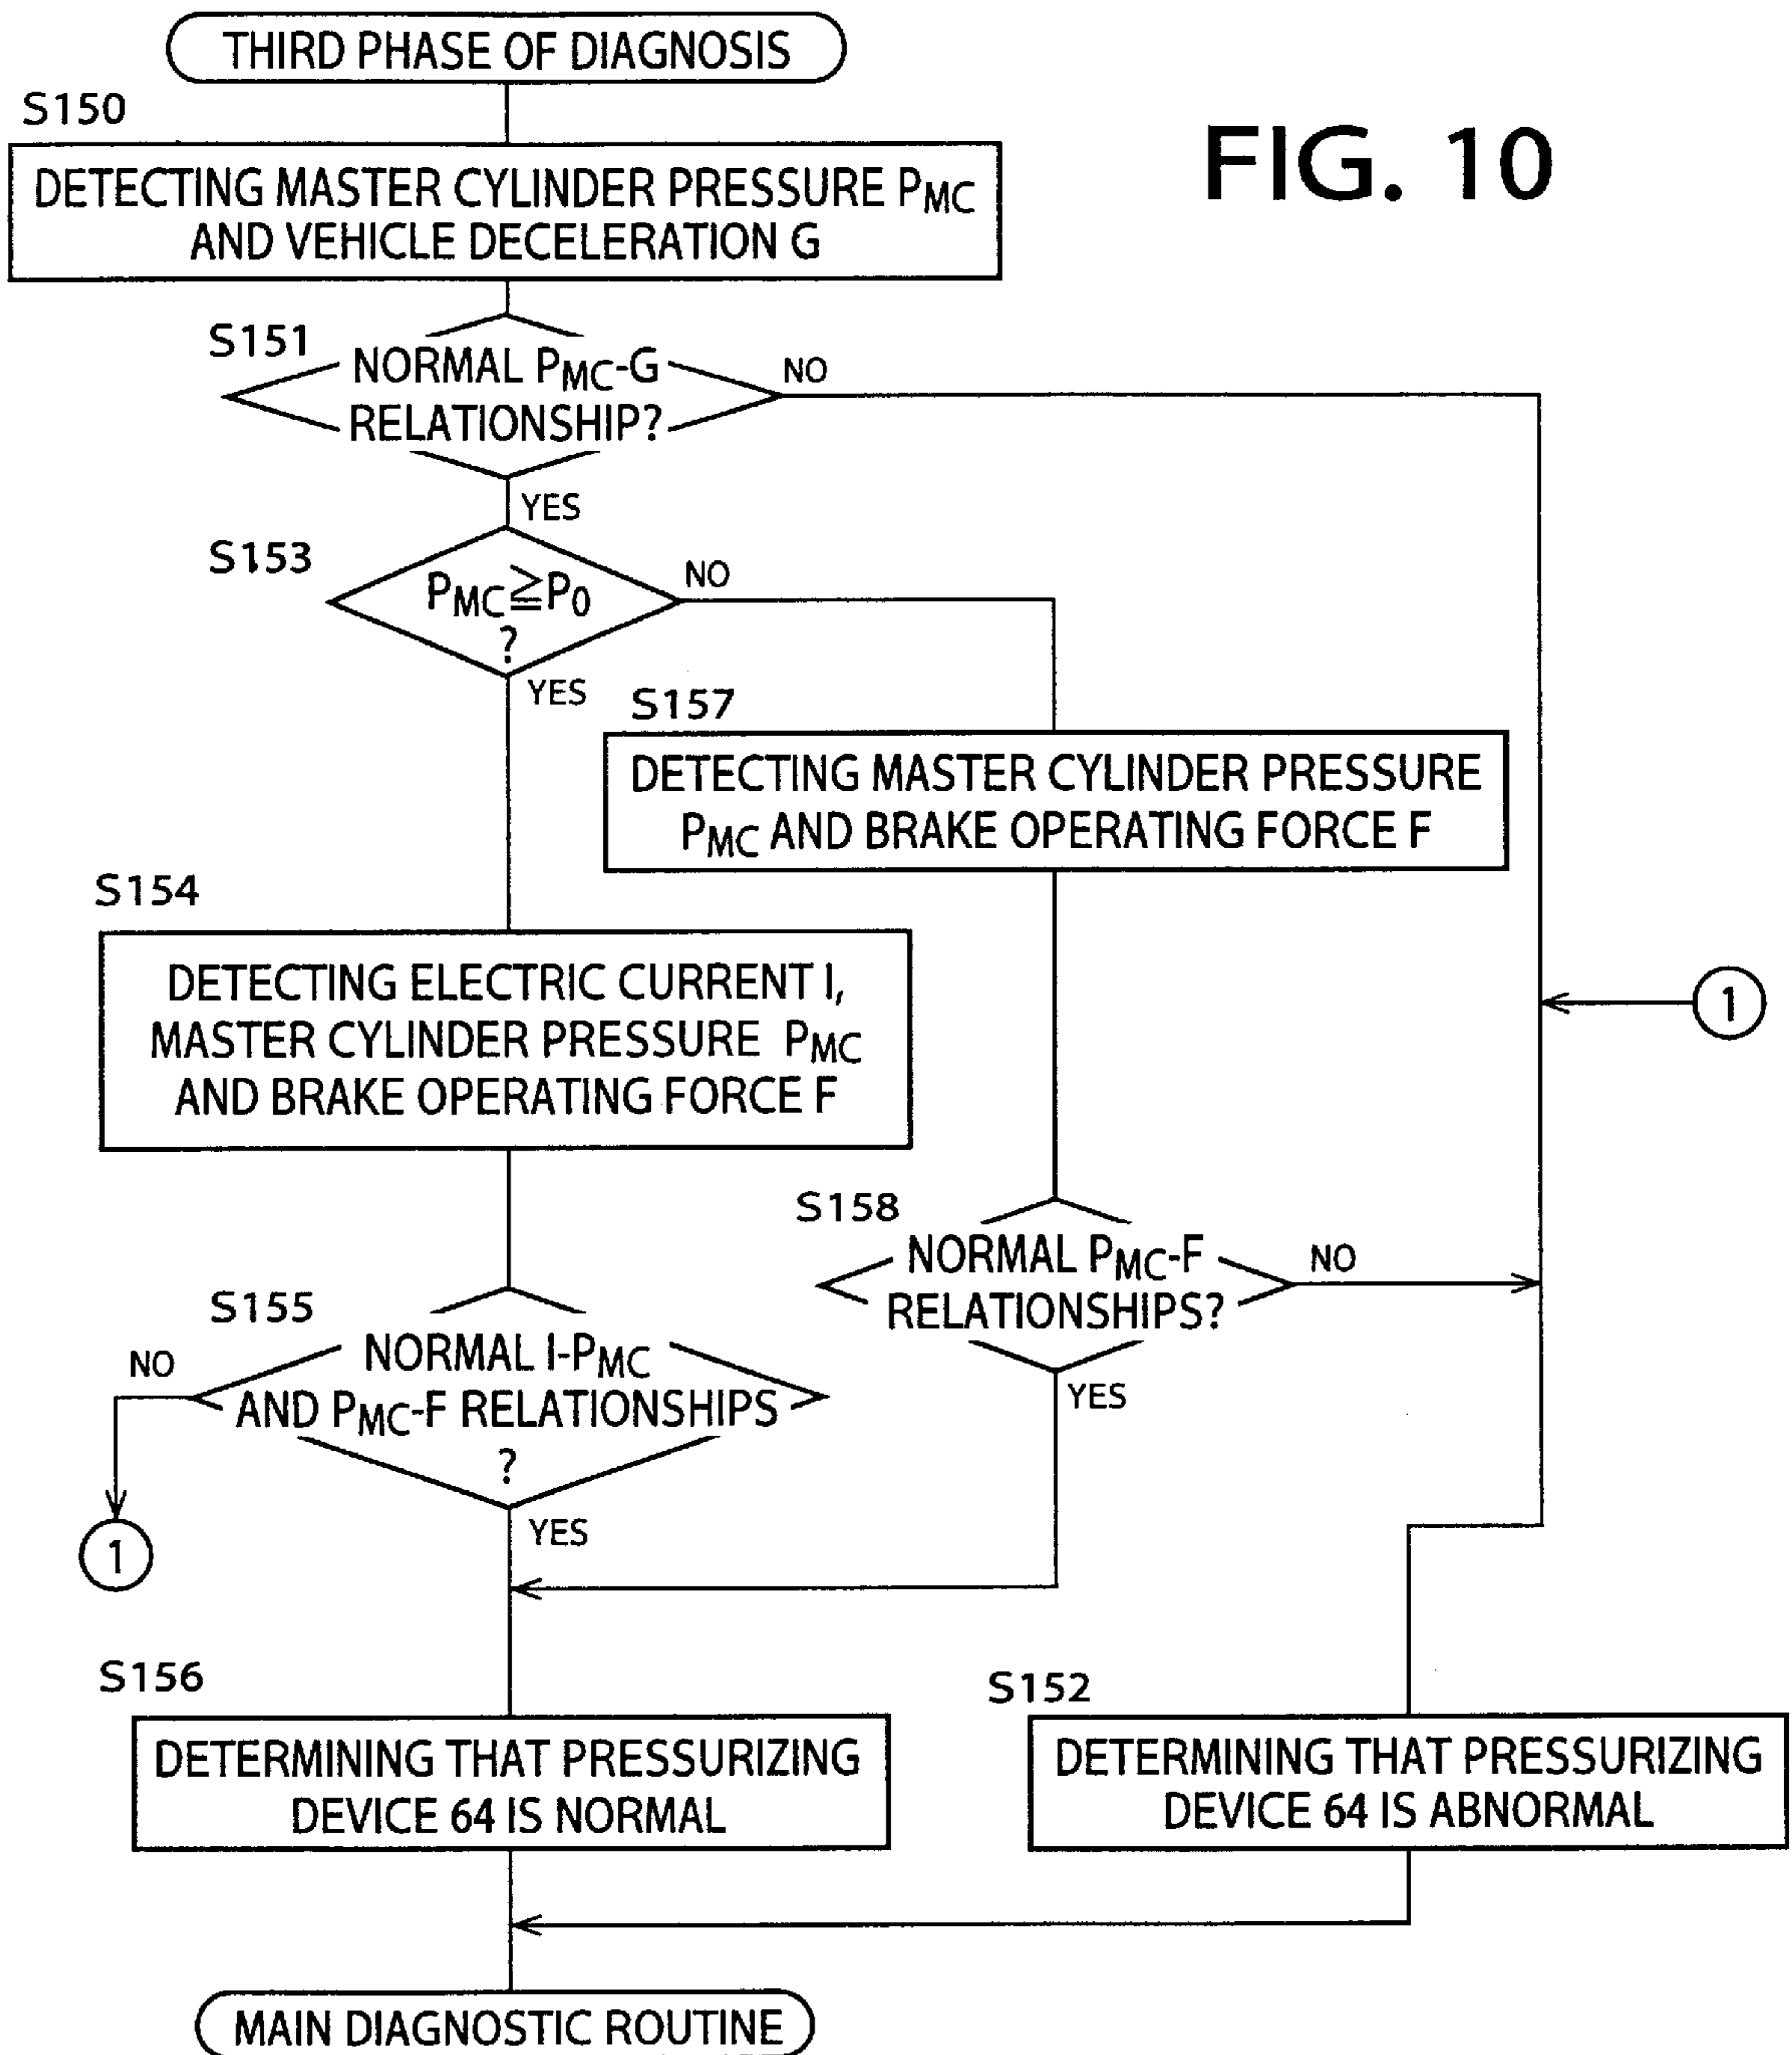 THIRD PHASE OF DIAGNOSIS
FIG. 10
S150
DETECTING MASTER CYLINDER PRESSURE PMC
AND VEHICLE DECELERATION G
S151
NORMAL PMC-G
RELATIONSHIP?
NO
YES
S153
PMC≧P0
?
NO
YES
S157
DETECTING MASTER CYLINDER PRESSURE
PMC AND BRAKE OPERATING FORCE F
S154
DETECTING ELECTRIC CURRENT I,
MASTER CYLINDER PRESSURE PMC
AND BRAKE OPERATING FORCE F
1
S158
NORMAL PMC-F
RELATIONSHIPS?
NO
YES
S155
NORMAL I-PMC
AND PMC-F RELATIONSHIPS
?
NO
YES
1
S156
DETERMINING THAT PRESSURIZING
DEVICE 64 IS NORMAL
S152
DETERMINING THAT PRESSURIZING
DEVICE 64 IS ABNORMAL
MAIN DIAGNOSTIC ROUTINE